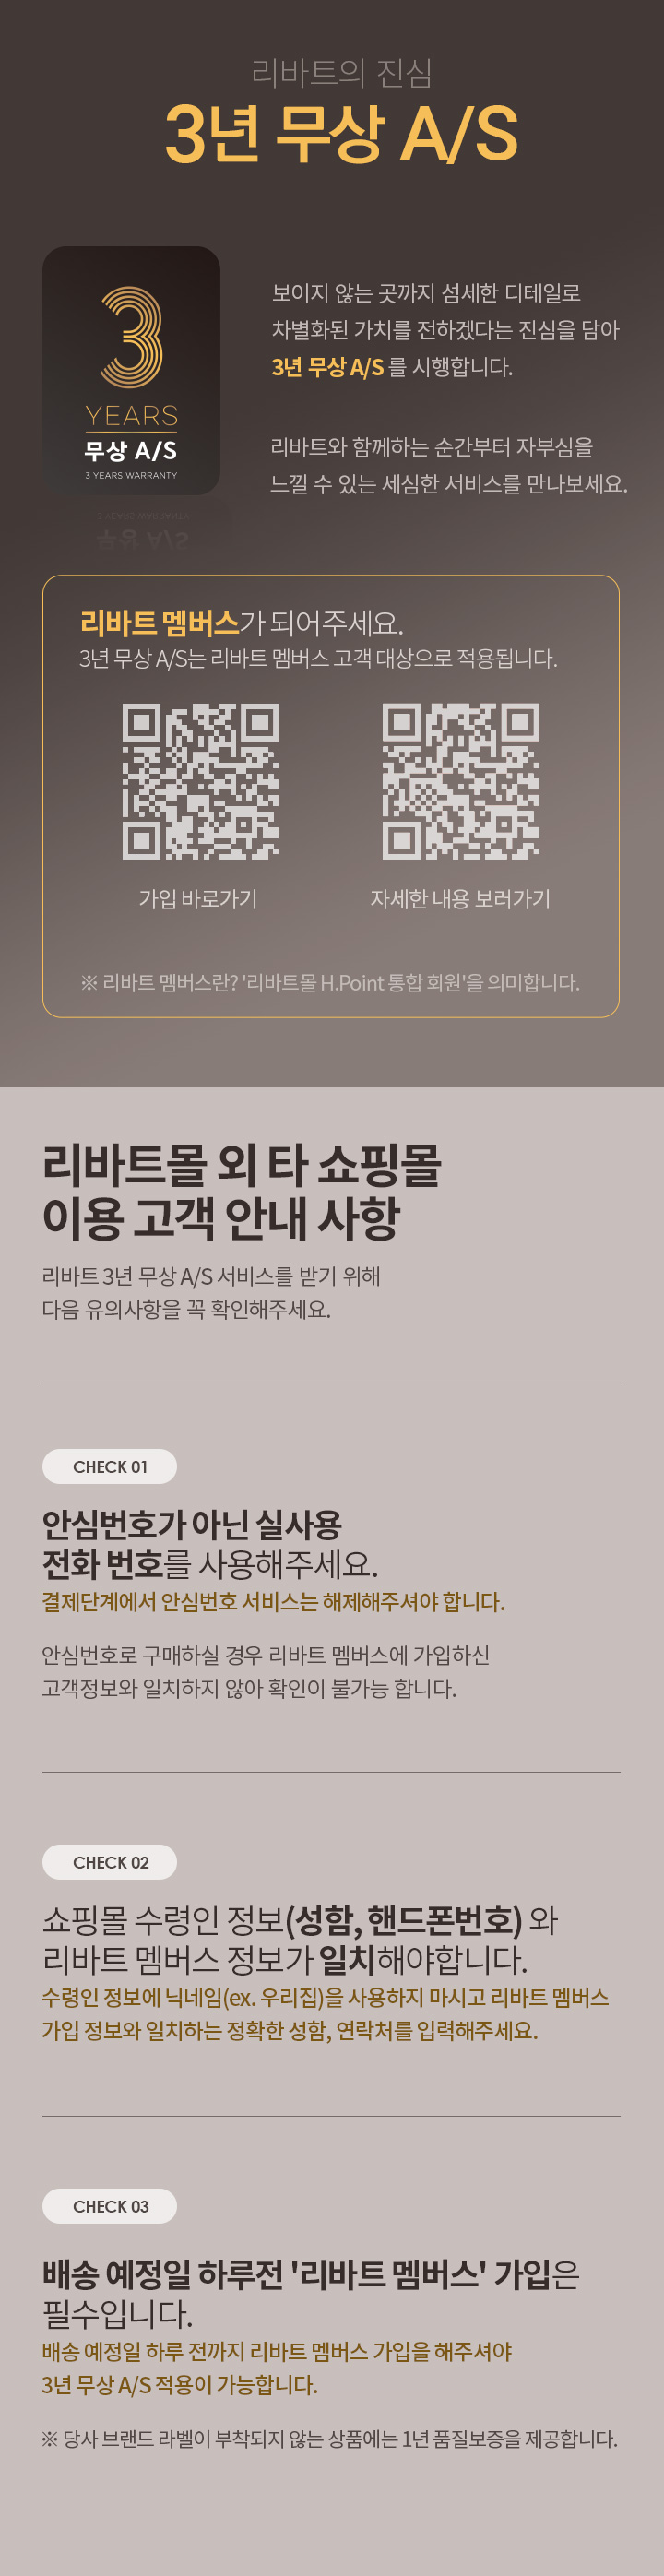 리바트의 진심
3년 무상 A/S
3
YEARS
무상 A/S
3 YEARS WARRANTY
보이지 않는 곳까지 섬세한 디테일로
차별화된 가치를 전하겠다는 진심을 담아
3년 무상 A/S 를 시행합니다.
리바트와 함께하는 순간부터 자부심을
느낄 수 있는 세심한 서비스를 만나보세요.
리바트 멤버스가 되어주세요.
3년 무상 A/S는 리바트 멤버스 고객 대상으로 적용됩니다.
가입 바로가기
자세한 내용 보러가기
※ 리바트 멤버스란? '리바트몰 H.Point 통합 회원'을 의미합니다.
리바트몰 외 타 쇼핑몰
이용 고객 안내 사항
리바트 3년 무상 A/S 서비스를 받기 위해
다음 유의사항을 꼭 확인해주세요.
CHECK 01
안심번호가 아닌 실사용
전화 번호를 사용해주세요.
결제단계에서 안심번호 서비스는 해제해주셔야 합니다.
안심번호로 구매하실 경우 리바트 멤버스에 가입하신
고객정보와 일치하지 않아 확인이 불가능 합니다.
CHECK 02
쇼핑몰 수령인 정보(성함, 핸드폰번호) 와
리바트 멤버스 정보가 일치해야합니다.
수령인 정보에 닉네임(ex. 우리집)을 사용하지 마시고 리바트 멤버스
가입 정보와 일치하는 정확한 성함, 연락처를 입력해주세요.
CHECK 03
배송 예정일 하루전 '리바트 멤버스' 가입은
필수입니다.
배송 예정일 하루 전까지 리바트 멤버스 가입을 해주셔야
3년 무상 A/S 적용이 가능합니다.
※ 당사 브랜드 라벨이 부착되지 않는 상품에는 1년 품질보증을 제공합니다.